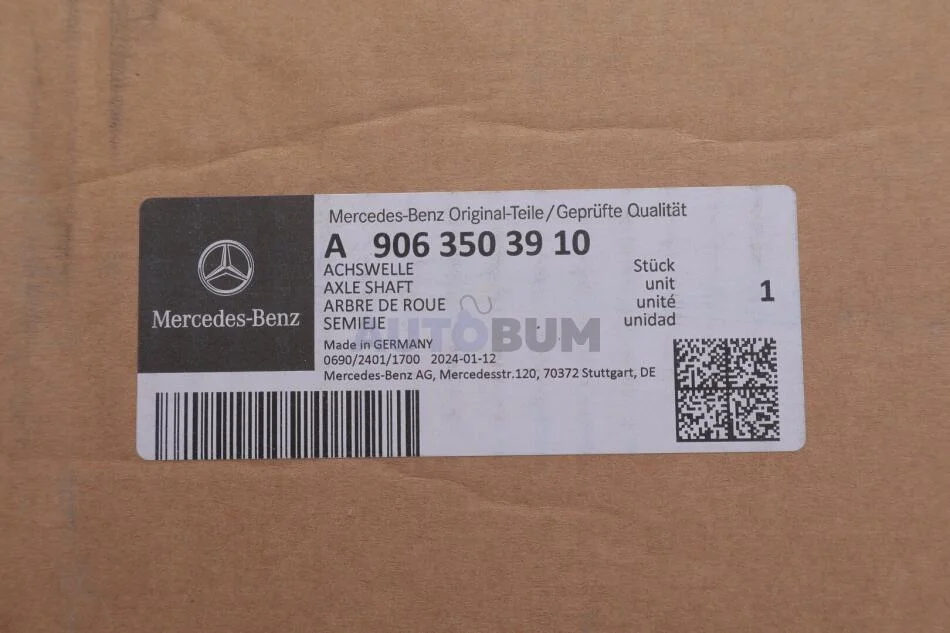 Mercedes-Benz Original-Teile/Geprüfte Qualität
A 906 350 39 10
ACHSWELLE
Stück
AXLE SHAFT
unit
ARBRE DE ROUE
unité
SEMIEJE
unidad
1
Mercedes-Benz
AUTOBUM
Made in GERMANY
0690/2401/1700 2024-01-12
Mercedes-Benz AG, Mercedesstr.120, 70372 Stuttgart, DE